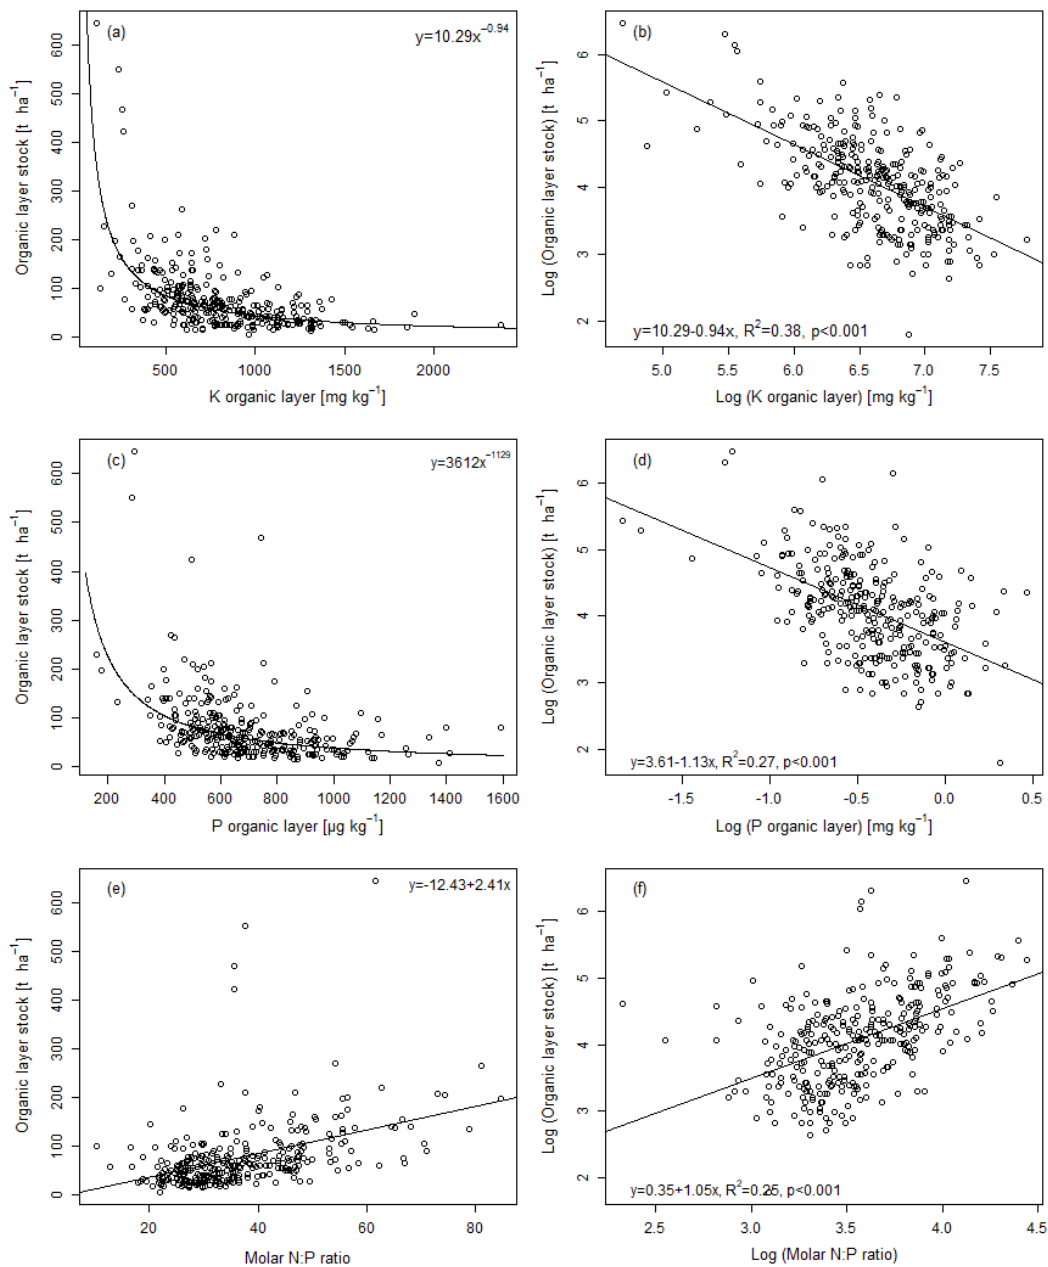 (a)
y=10.29x−0.94
Organic layer stock [t ha−1]
0 100 200 300 400 500 600
500 1000 1500 2000
K organic layer [mg kg−1]
(b)
Log (Organic layer stock) [t ha−1]
2 3 4 5 6
y=10.29-0.94x, R2=0.38, p<0.001
5.0 5.5 6.0 6.5 7.0 7.5
Log (K organic layer) [mg kg−1]
(c)
y=3612x−1129
Organic layer stock [t ha−1]
0 100 200 300 400 500 600
200 400 600 800 1000 1200 1400 1600
P organic layer [µg kg−1]
(d)
Log (Organic layer stock) [t ha−1]
2 3 4 5 6
y=3.61-1.13x, R2=0.27, p<0.001
-1.5 -1.0 -0.5 0.0 0.5
Log (P organic layer) [mg kg−1]
(e)
y=-12.43+2.41x
Organic layer stock [t ha−1]
0 100 200 300 400 500 600
20 40 60 80
Molar N:P ratio
(f)
Log (Organic layer stock) [t ha−1]
2 3 4 5 6
y=0.35+1.05x, R2=0.25, p<0.001
2.5 3.0 3.5 4.0 4.5
Log (Molar N:P ratio)